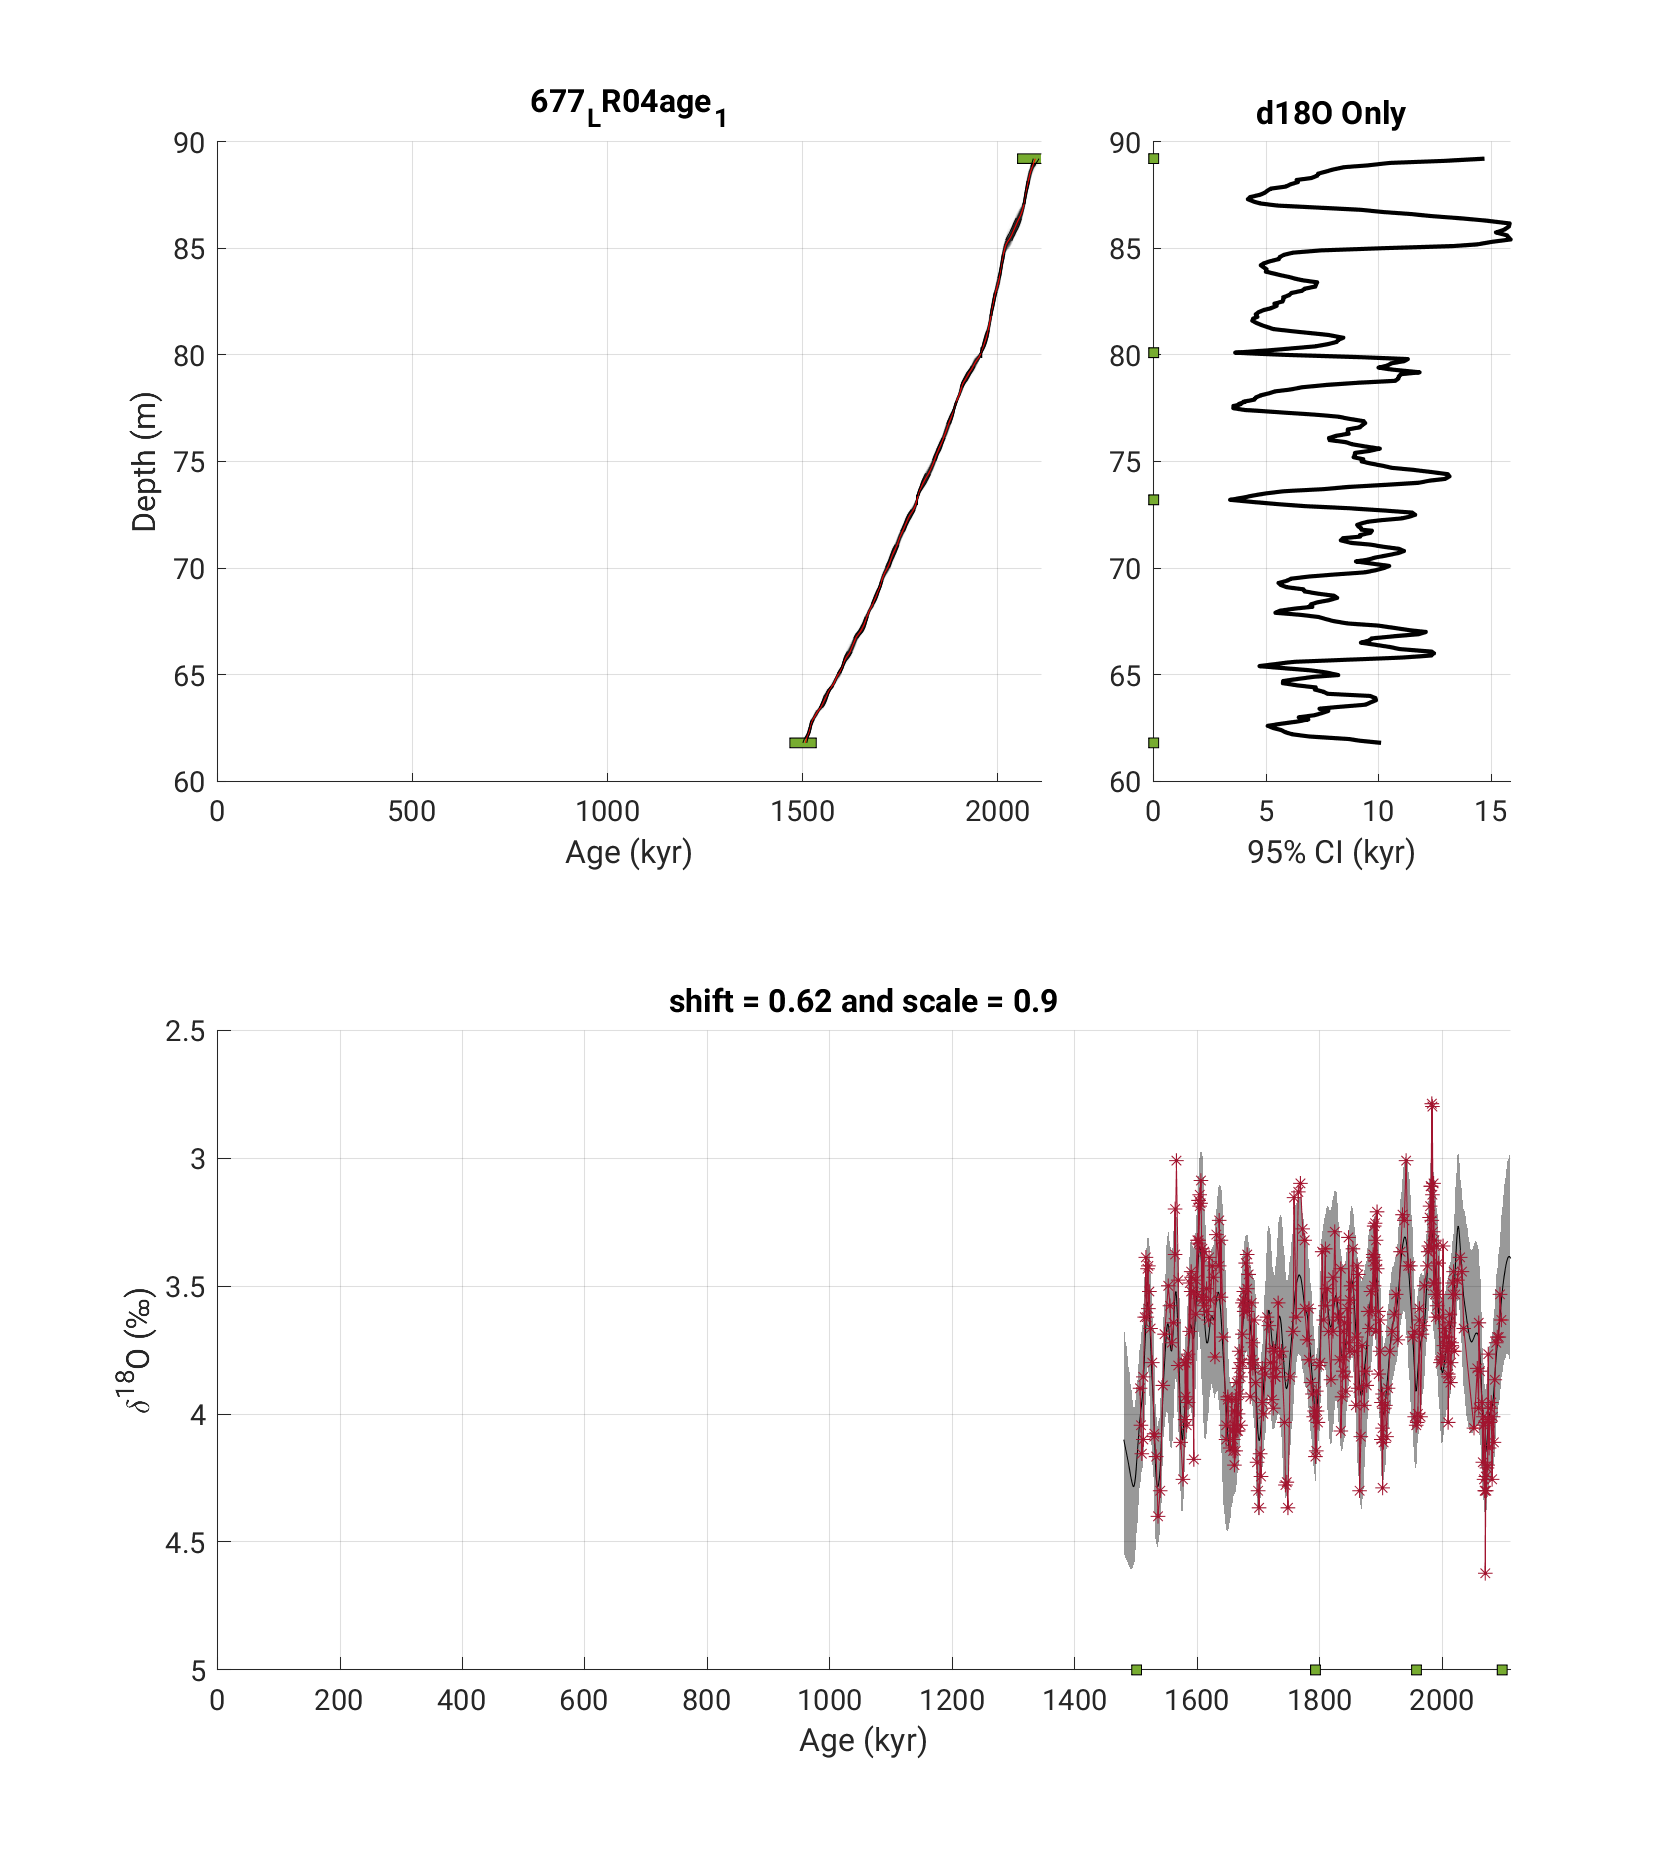 677LR04age1
90
85
80
75
70
65
60
Depth (m)
0 500 1000 1500 2000
Age (kyr)
d18O Only
90
85
80
75
70
65
60
0 5 10 15
95% CI (kyr)
shift = 0.62 and scale = 0.9
2.5
3
3.5
4
4.5
5
δ18O (‰)
0 200 400 600 800 1000 1200 1400 1600 1800 2000
Age (kyr)